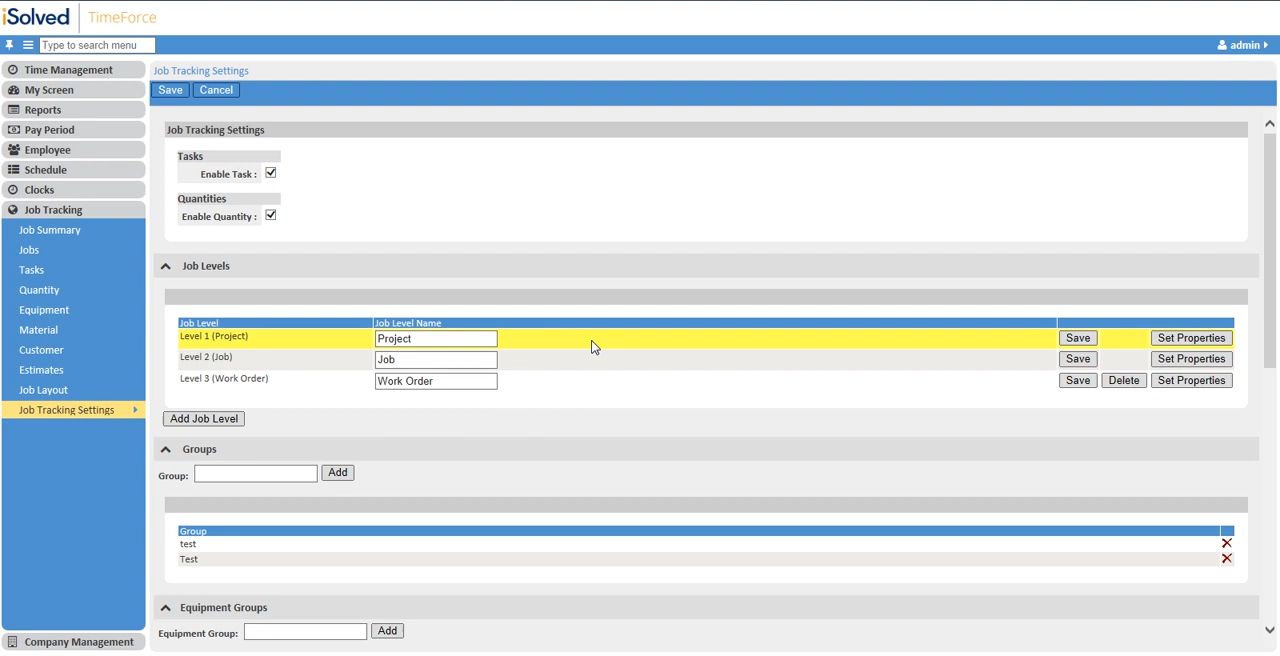 iSolved TimeForce
Type to search menu
admin
Time Management
My Screen
Reports
Pay Period
Employee
Schedule
Clocks
Job Tracking
Job Summary
Jobs
Tasks
Quantity
Equipment
Material
Customer
Estimates
Job Layout
Job Tracking Settings
Company Management
Job Tracking Settings
Save Cancel
Job Tracking Settings
Tasks
Enable Task :
Quantities
Enable Quantity :
Job Levels
Job Level Job Level Name
Level 1 (Project) Project Save Set Properties
Level 2 (Job) Job Save Set Properties
Level 3 (Work Order) Work Order Save Delete Set Properties
Add Job Level
Groups
Group: Add
Group
test
Test
Equipment Groups
Equipment Group: Add